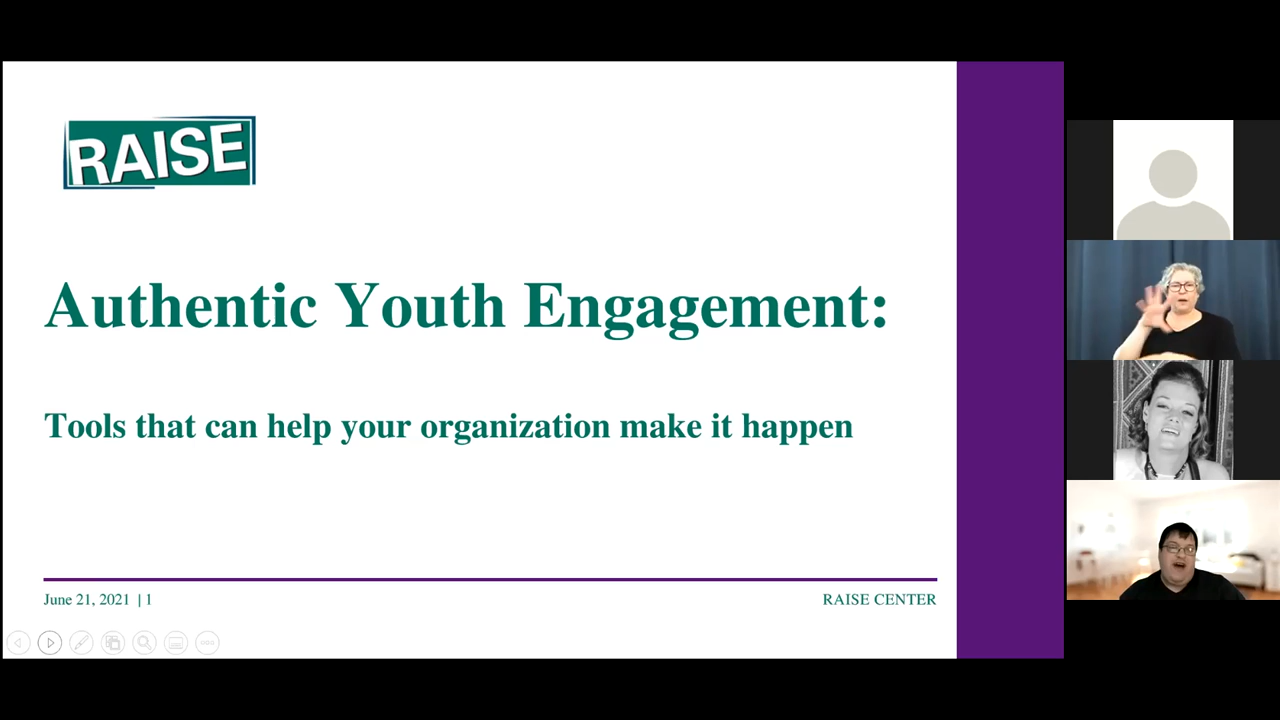 RAISE
Authentic Youth Engagement:
Tools that can help your organization make it happen
June 21, 2021 | 1
RAISE CENTER